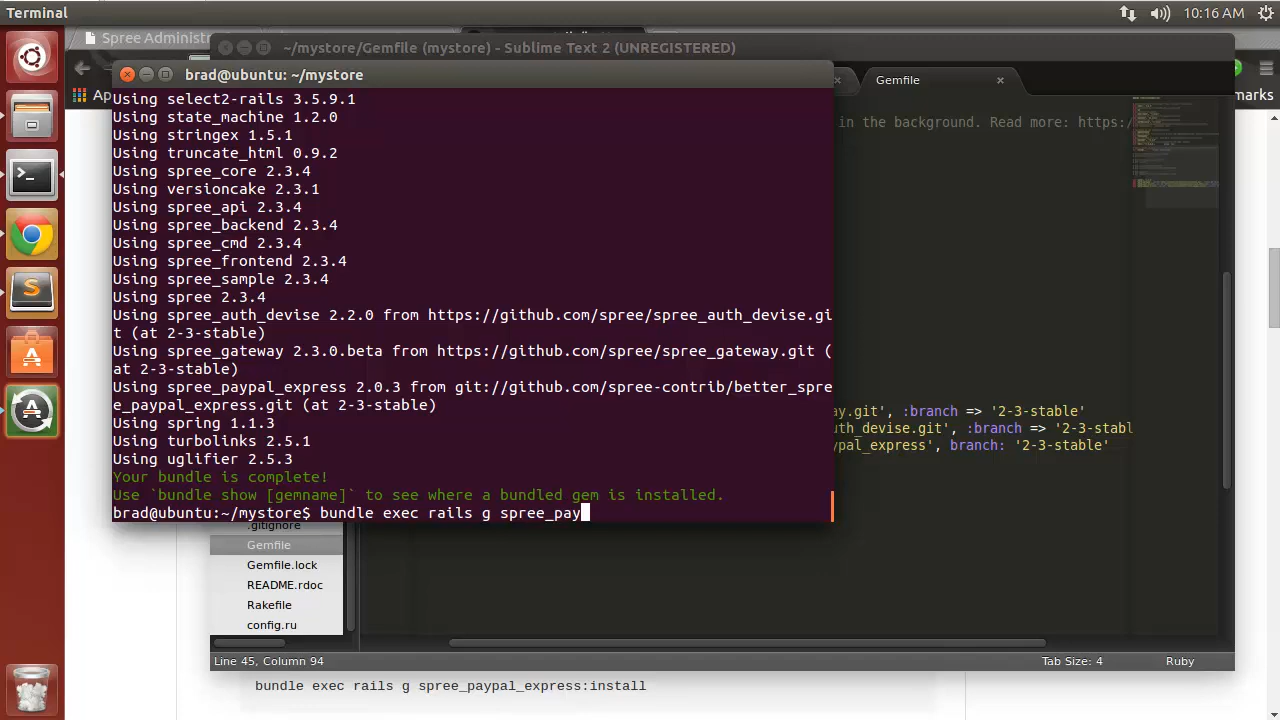 Terminal
10:16 AM
Spree Administr
~/mystore/Gemfile (mystore) - Sublime Text 2 (UNREGISTERED)
brad@ubuntu: ~/mystore
Gemfile
Ap
marks
Using select2-rails 3.5.9.1
Using state_machine 1.2.0
in the background. Read more: https:/
Using stringex 1.5.1
Using truncate_html 0.9.2
Using spree_core 2.3.4
Using versioncake 2.3.1
Using spree_api 2.3.4
Using spree_backend 2.3.4
Using spree_cmd 2.3.4
Using spree_frontend 2.3.4
Using spree_sample 2.3.4
Using spree 2.3.4
Using spree_auth_devise 2.2.0 from https://github.com/spree/spree_auth_devise.gi
t (at 2-3-stable)
Using spree_gateway 2.3.0.beta from https://github.com/spree/spree_gateway.git (
at 2-3-stable)
Using spree_paypal_express 2.0.3 from git://github.com/spree-contrib/better_spre
e_paypal_express.git (at 2-3-stable)
ay.git', :branch => '2-3-stable'
Using spring 1.1.3
uth_devise.git', :branch => '2-3-stabl
Using turbolinks 2.5.1
ypal_express', branch: '2-3-stable'
Using uglifier 2.5.3
Your bundle is complete!
Use `bundle show [gemname]` to see where a bundled gem is installed.
brad@ubuntu:~/mystore$ bundle exec rails g spree_pay
.gitignore
Gemfile
Gemfile.lock
README.rdoc
Rakefile
config.ru
Line 45, Column 94
Tab Size: 4
Ruby
bundle exec rails g spree_paypal_express:install